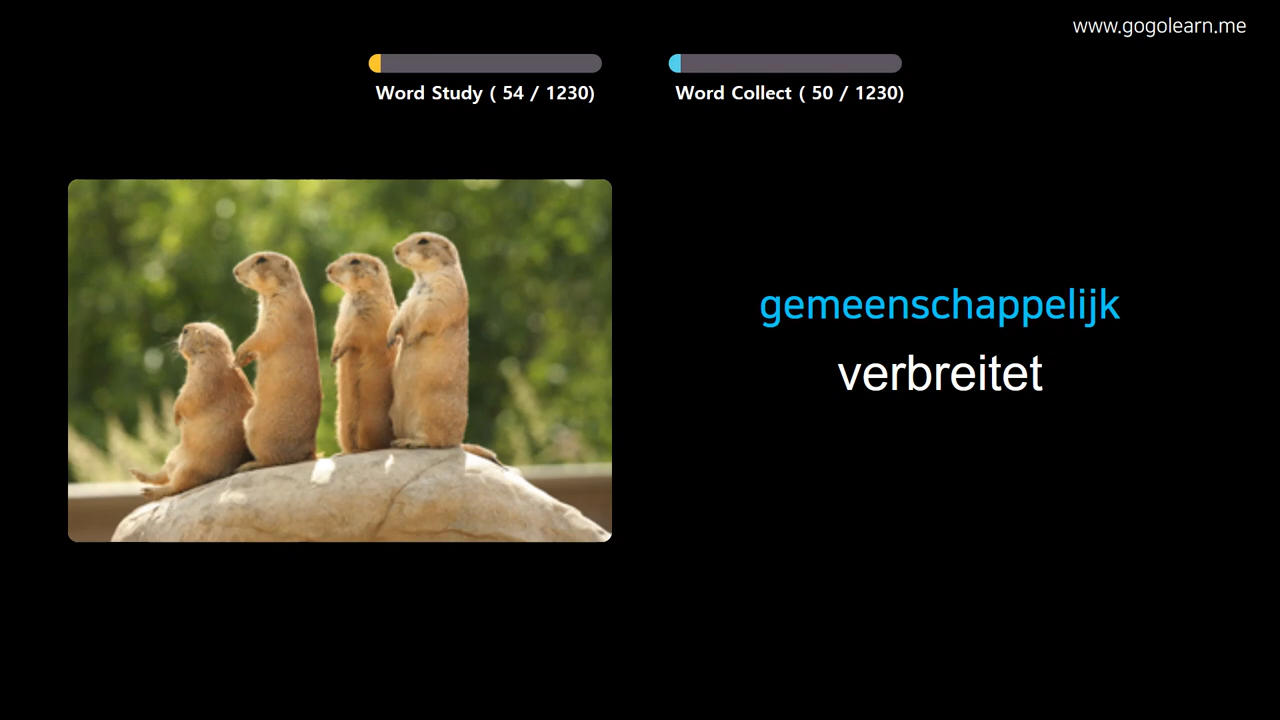 www.gogolearn.me
Word Study ( 54 / 1230)
Word Collect ( 50 / 1230)
gemeenschappelijk
verbreitet